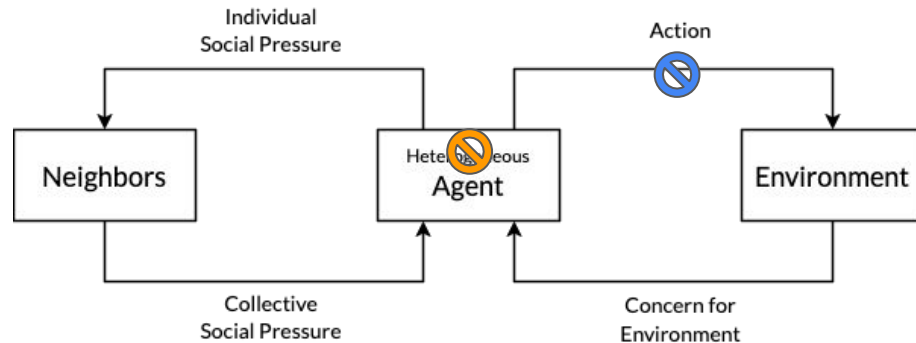 Individual
Social Pressure
Action
Neighbors
Agent
Environment
Collective
Social Pressure
Concern for
Environment